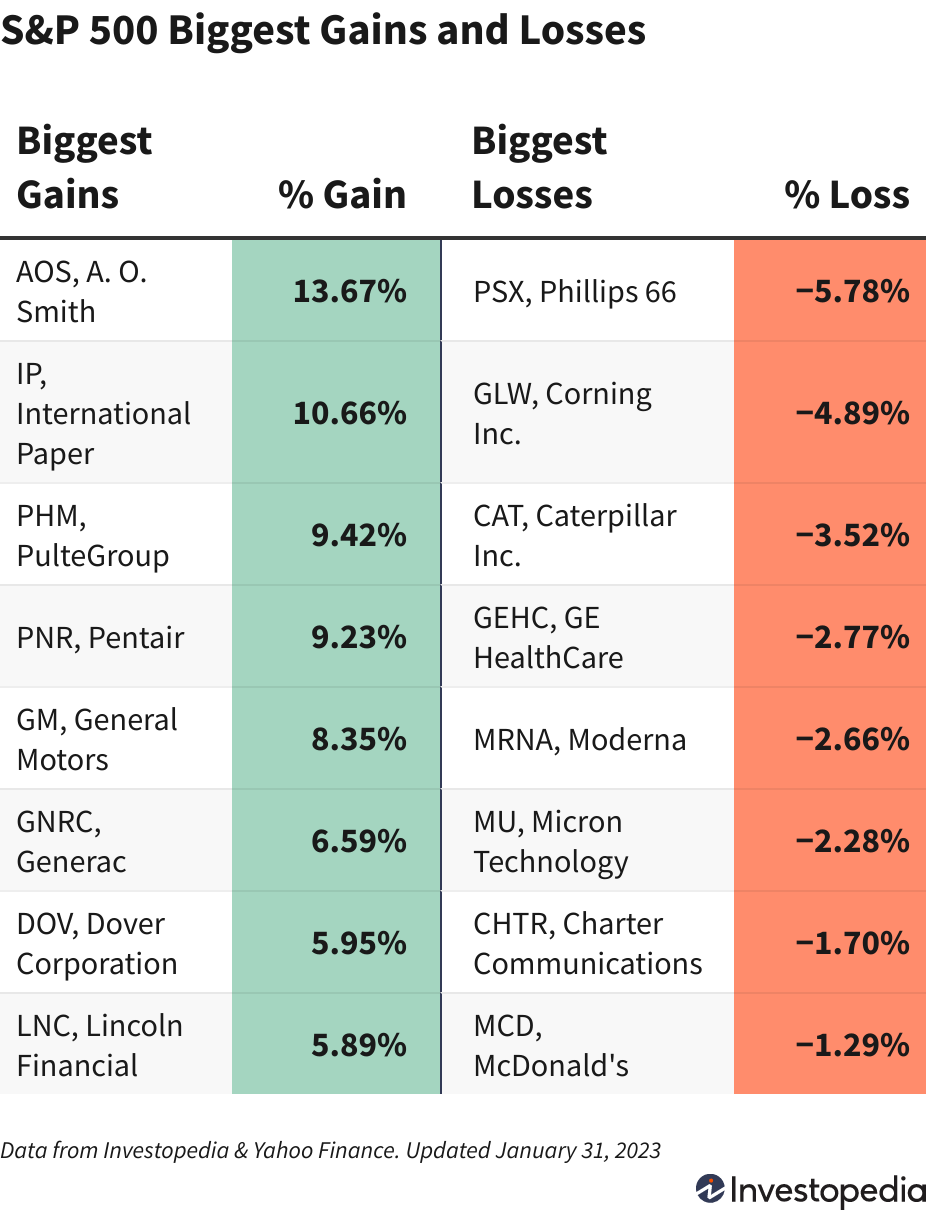 S&P 500 Biggest Gains and Losses
Biggest
Gains
% Gain
Biggest
Losses
% Loss
AOS, A. O.
Smith
13.67%
PSX, Phillips 66
−5.78%
IP,
International
Paper
10.66%
GLW, Corning
Inc.
−4.89%
PHM,
PulteGroup
9.42%
CAT, Caterpillar
Inc.
−3.52%
PNR, Pentair
9.23%
GEHC, GE
HealthCare
−2.77%
GM, General
Motors
8.35%
MRNA, Moderna
−2.66%
GNRC,
Generac
6.59%
MU, Micron
Technology
−2.28%
DOV, Dover
Corporation
5.95%
CHTR, Charter
Communications
−1.70%
LNC, Lincoln
Financial
5.89%
MCD,
McDonald's
−1.29%
Data from Investopedia & Yahoo Finance. Updated January 31, 2023
Investopedia